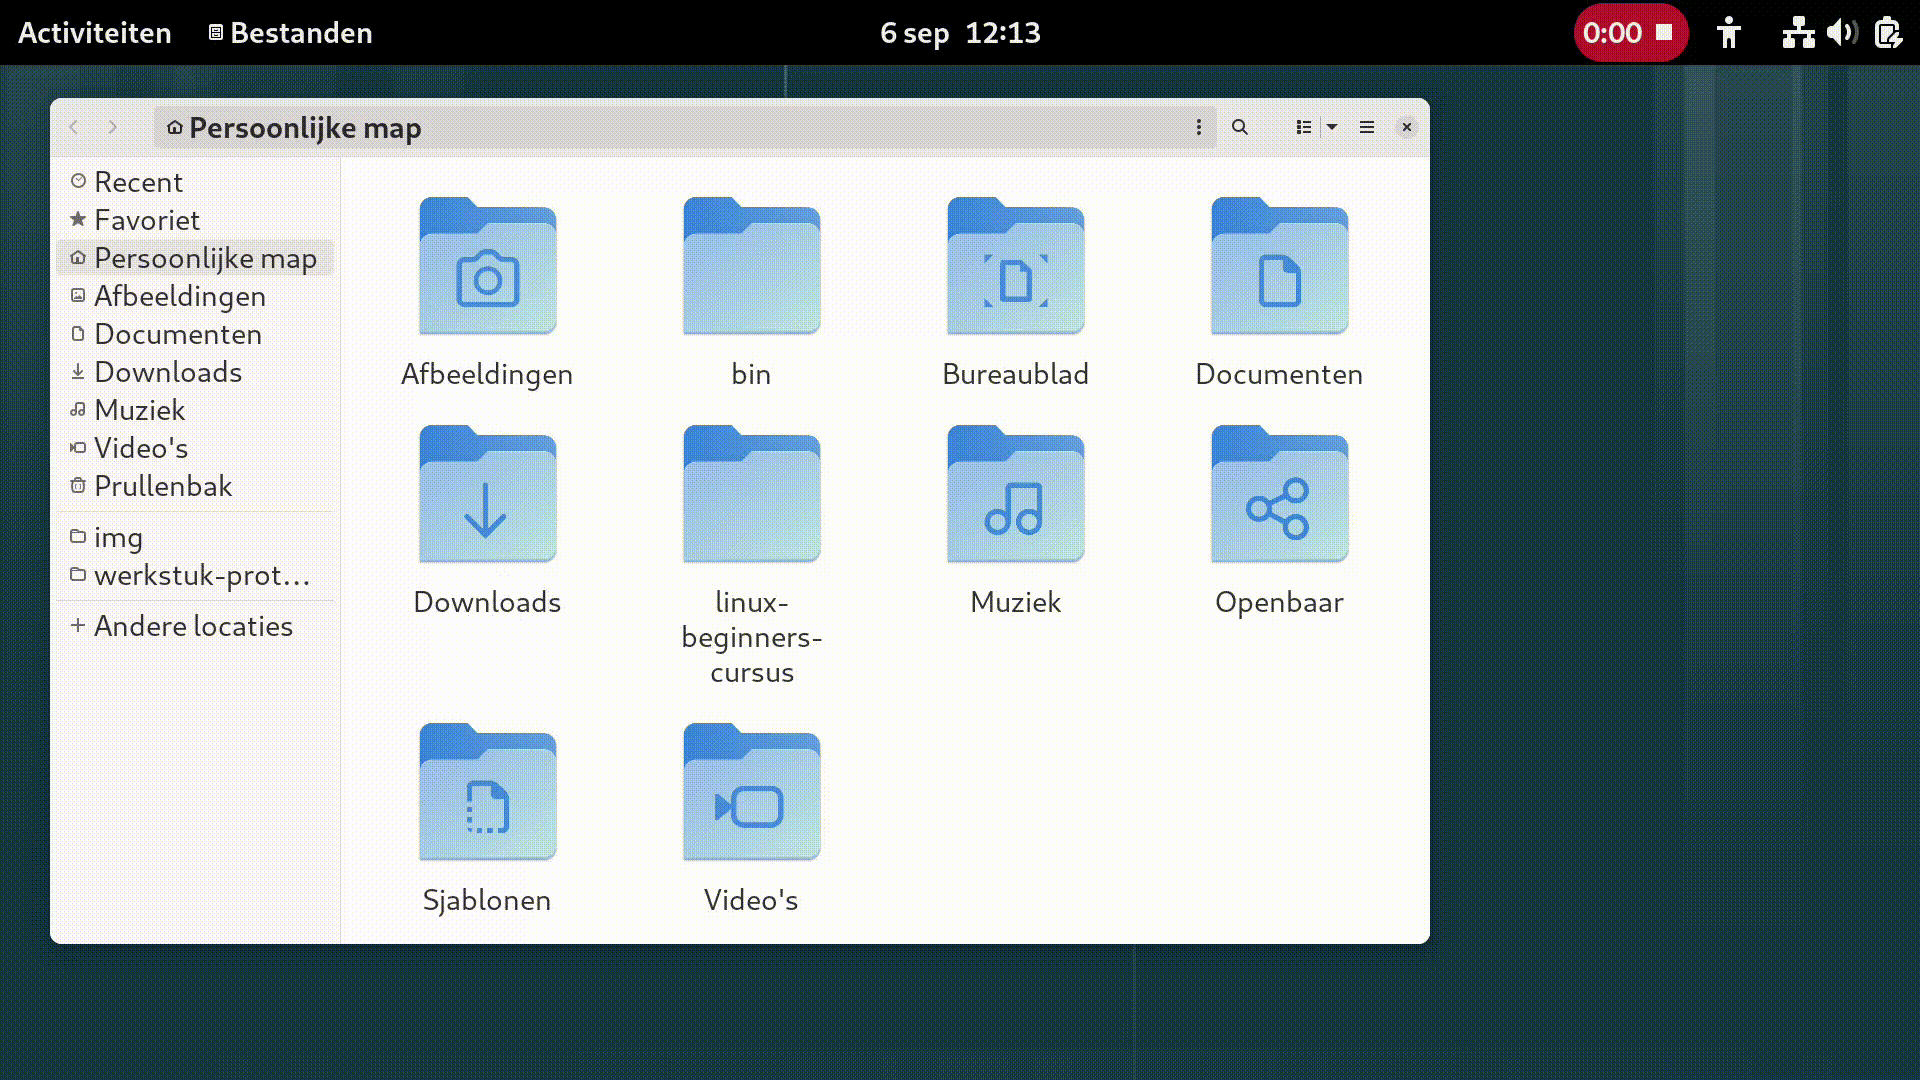 Activiteiten
Bestanden
6 sep 12:13
0:00
Persoonlijke map
Recent
Favoriet
Persoonlijke map
Afbeeldingen
Documenten
Downloads
Muziek
Video's
Prullenbak
img
werkstuk-prot...
Andere locaties
Afbeeldingen
bin
Bureaublad
Documenten
Downloads
linux-
beginners-
cursus
Muziek
Openbaar
Sjablonen
Video's